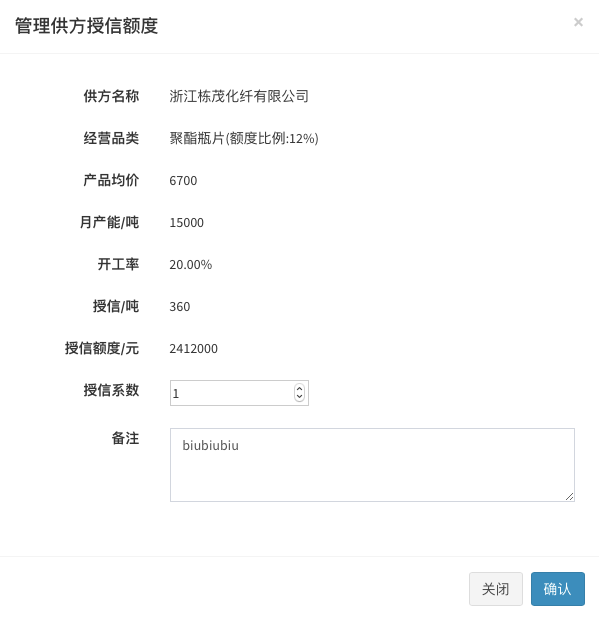 管理供方授信额度
×
供方名称 浙江栋茂化纤有限公司
经营品类 聚酯瓶片(额度比例:12%)
产品均价 6700
月产能/吨 15000
开工率 20.00%
授信/吨 360
授信额度/元 2412000
授信系数 1
备注 biubiubiu
关闭 确认